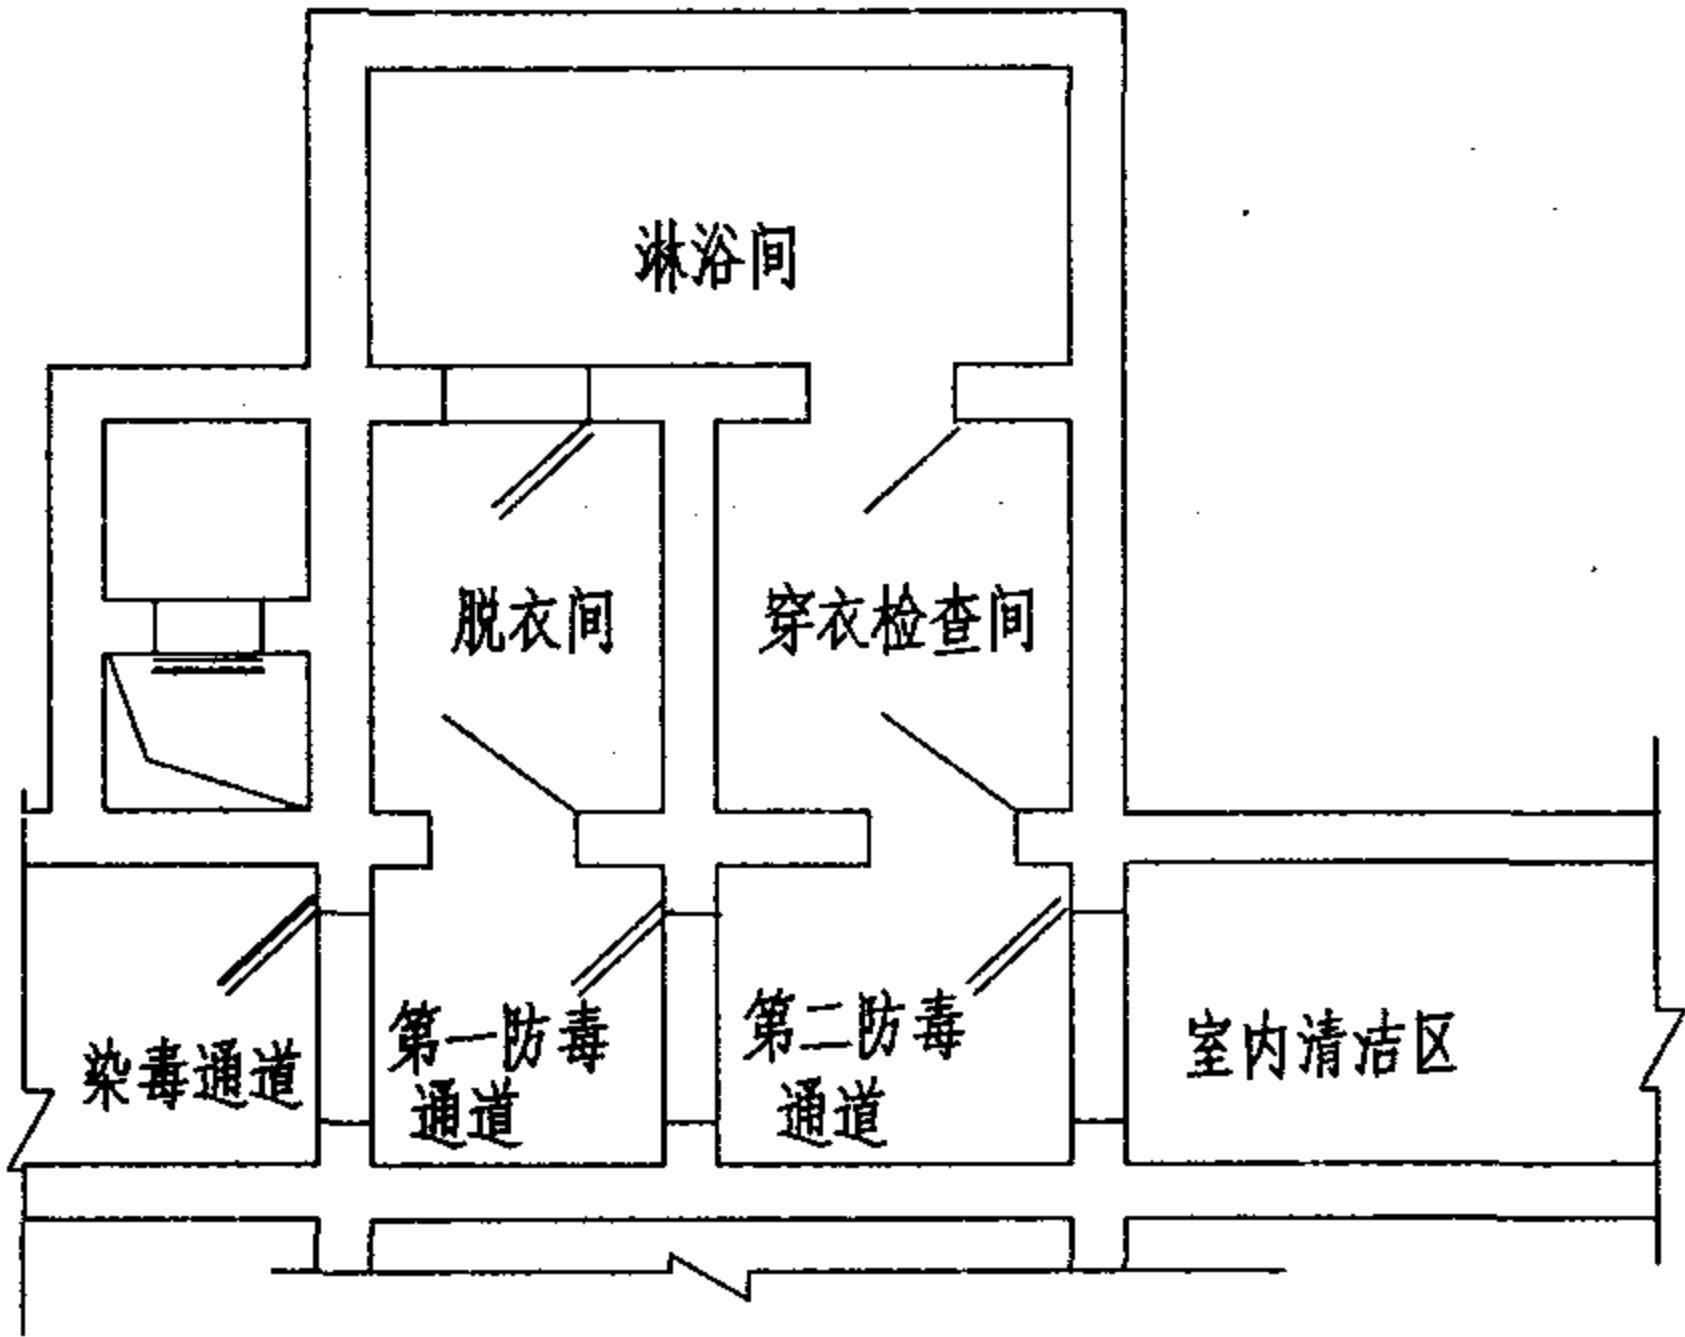 淋浴间
脱衣间
穿衣检查间
染毒通道
第一防毒
通道
第二防毒
通道
室内清洁区